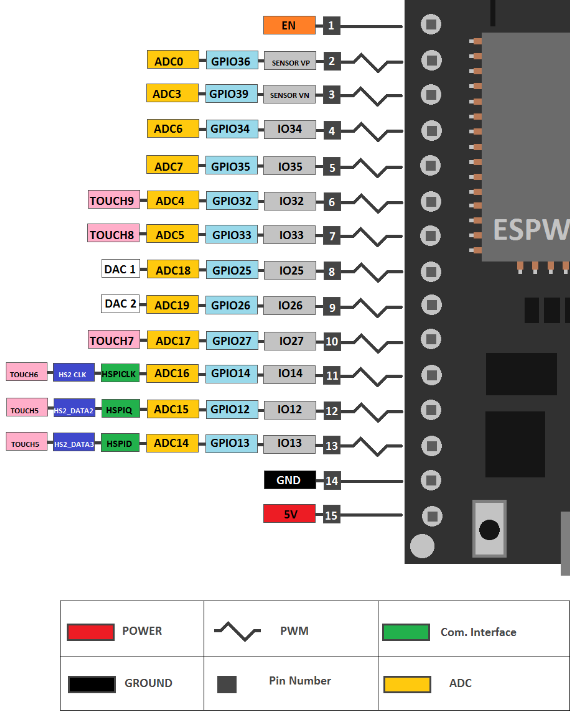 EN 1
ADC0 GPIO36 SENSOR VP 2
ADC3 GPIO39 SENSOR VN 3
ADC6 GPIO34 IO34 4
ADC7 GPIO35 IO35 5
TOUCH9 ADC4 GPIO32 IO32 6
TOUCH8 ADC5 GPIO33 IO33 7
ESPW
DAC 1 ADC18 GPIO25 IO25 8
DAC 2 ADC19 GPIO26 IO26 9
TOUCH7 ADC17 GPIO27 IO27 10
TOUCH6 HS2 CLK HSPICLK ADC16 GPIO14 IO14 11
TOUCH5 HS2_DATA2 HSPIQ ADC15 GPIO12 IO12 12
TOUCH5 HS2_DATA3 HSPID ADC14 GPIO13 IO13 13
GND 14
5V 15
POWER PWM Com. Interface
GROUND Pin Number ADC